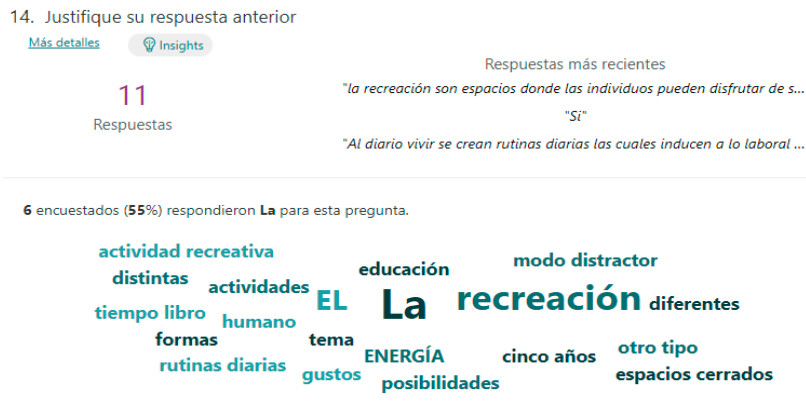 14. Justifique su respuesta anterior
Más detalles
Insights
11
Respuestas
Respuestas más recientes
"la recreación son espacios donde las individuos pueden disfrutar de s...
"Sí"
"Al diario vivir se crean rutinas diarias las cuales inducen a lo laboral ...
6 encuestados (55%) respondieron La para esta pregunta.
actividad recreativa
educación
modo distractor
distintas
actividades
EL
La
recreación
diferentes
tiempo libro
humano
formas
tema
ENERGÍA
cinco años
otro tipo
rutinas diarias
gustos
posibilidades
espacios cerrados